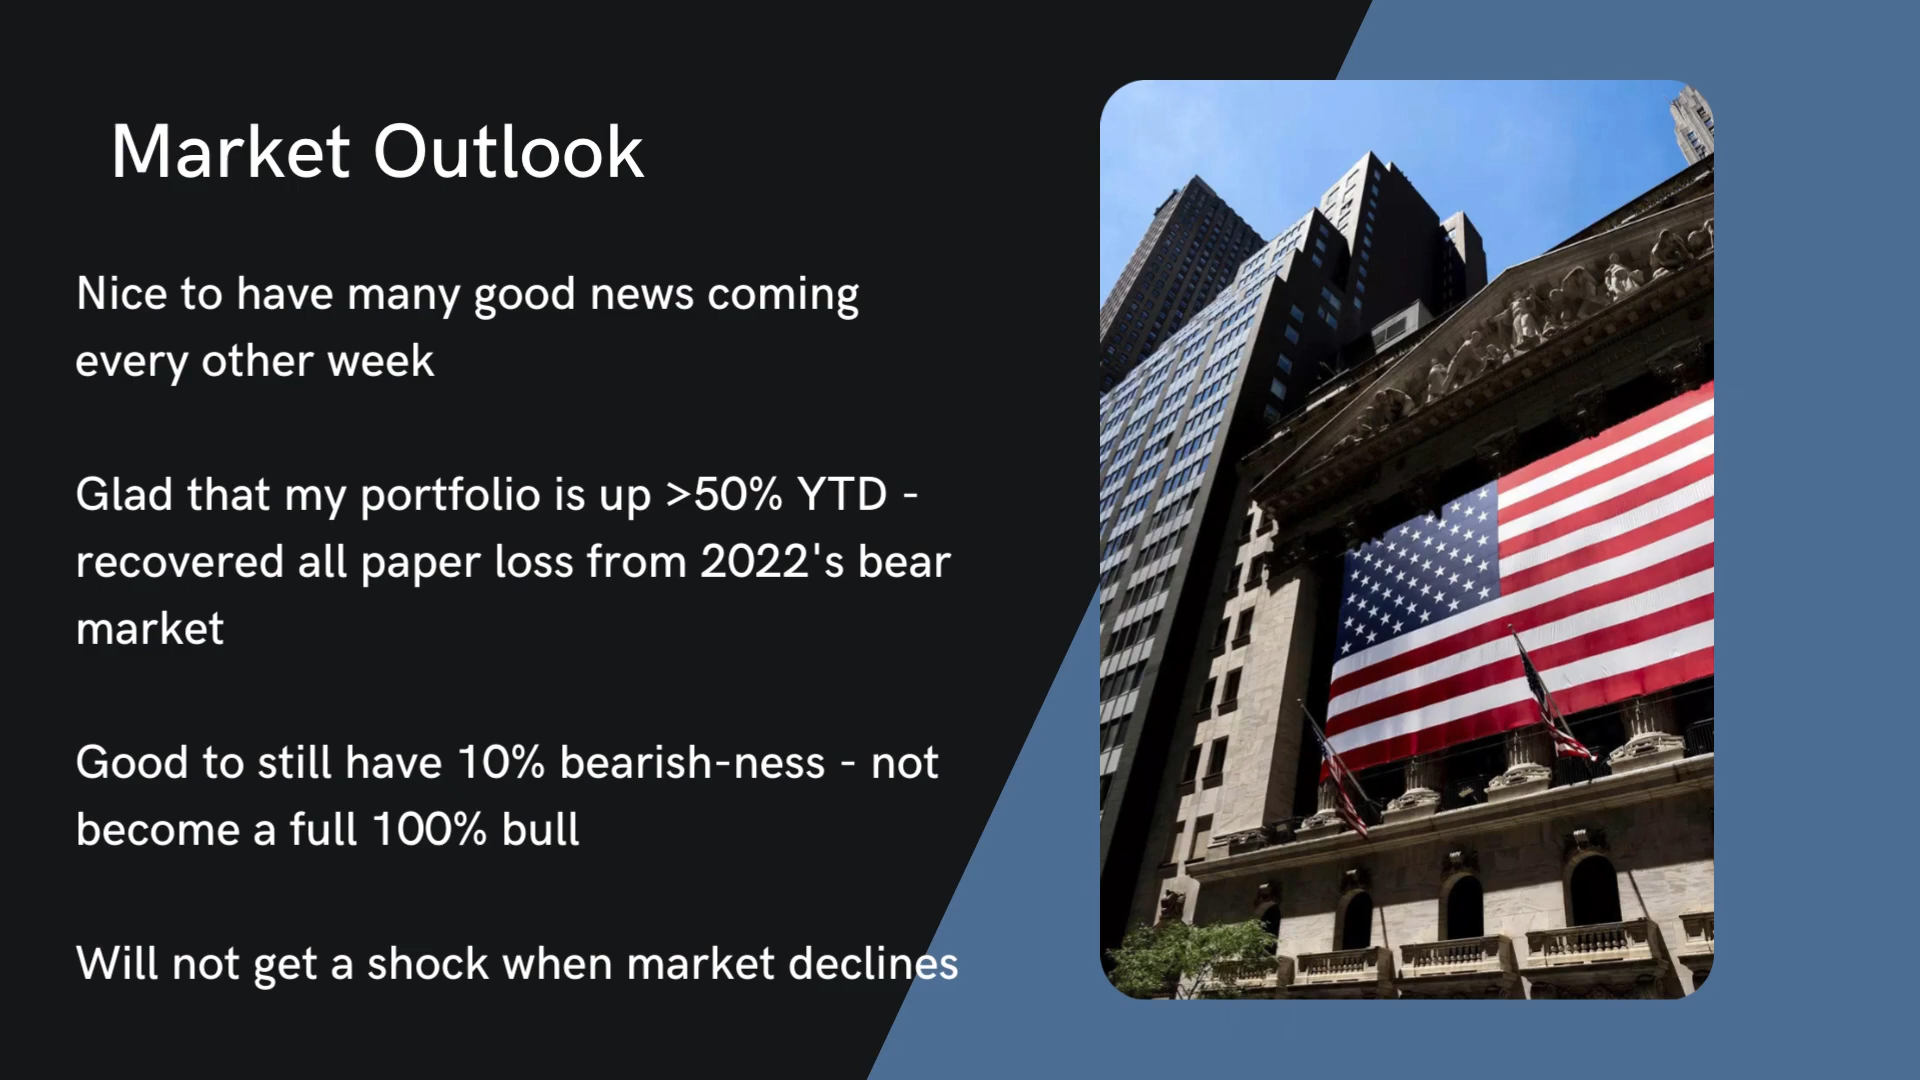 Market Outlook
Nice to have many good news coming
every other week
Glad that my portfolio is up >50% YTD -
recovered all paper loss from 2022's bear
market
Good to still have 10% bearish-ness - not
become a full 100% bull
Will not get a shock when market declines